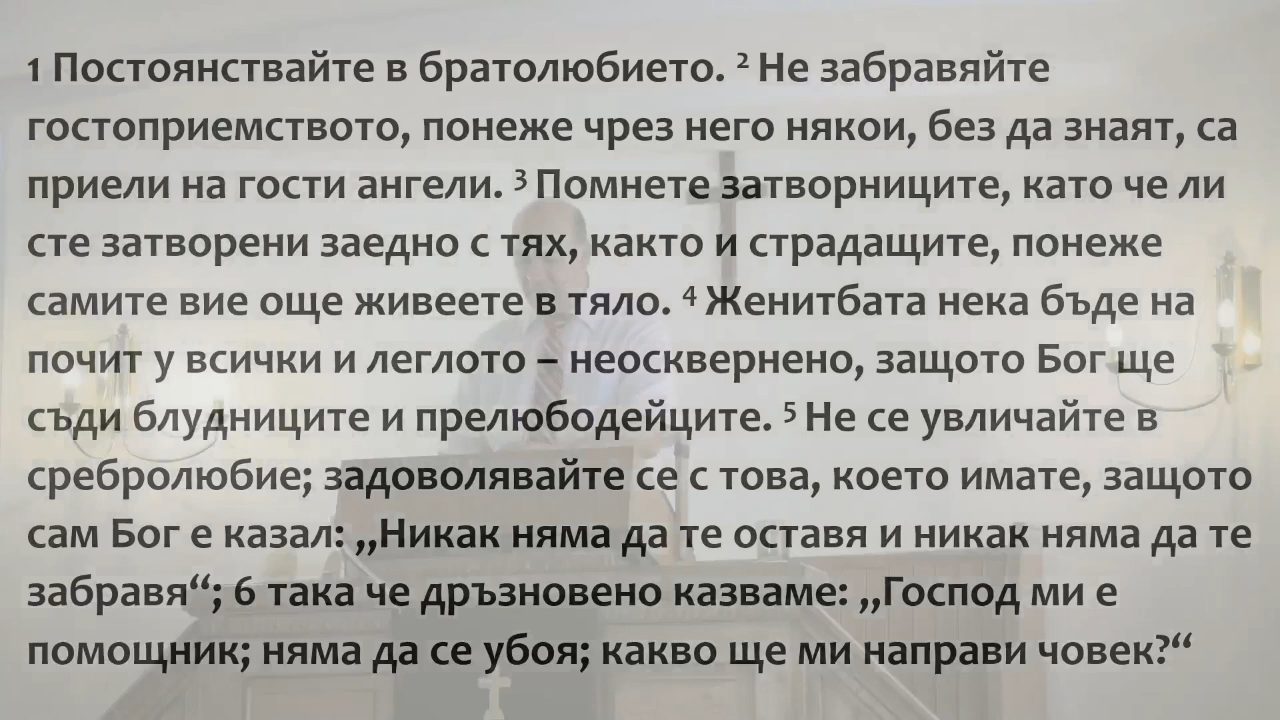 1 Постоянствайте в братолюбието. ² Не забравяйте
гостоприемството, понеже чрез него някои, без да знаят, са
приели на гости ангели. ³ Помнете затворниците, като че ли
сте затворени заедно с тях, както и страдащите, понеже
самите вие още живеете в тяло. ⁴ Женитбата нека бъде на
почит у всички и леглото – неосквернено, защото Бог ще
съди блудниците и прелюбодейците. ⁵ Не се увличайте в
сребролюбие; задоволявайте се с това, което имате, защото
сам Бог е казал: „Никак няма да те оставя и никак няма да те
забравя“; 6 така че дръзновено казваме: „Господ ми е
помощник; няма да се убоя; какво ще ми направи човек?“